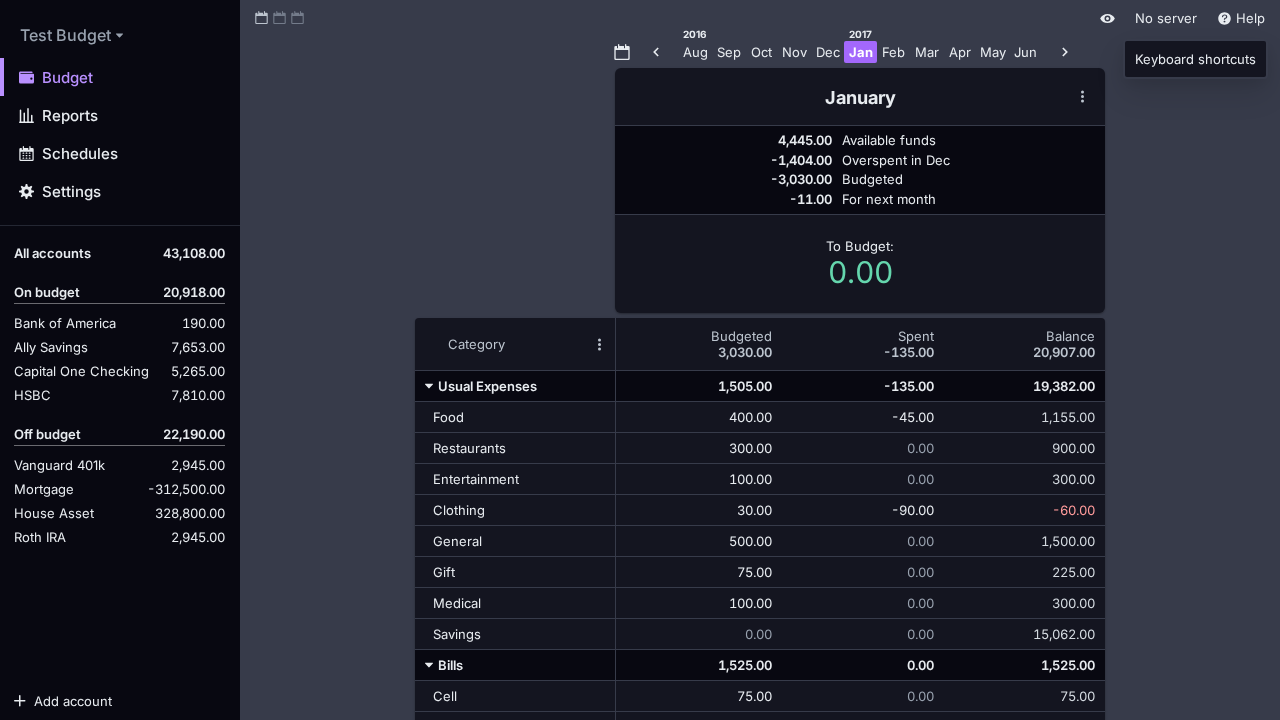 Test Budget
Budget
Reports
Schedules
Settings
All accounts 43,108.00
On budget 20,918.00
Bank of America 190.00
Ally Savings 7,653.00
Capital One Checking 5,265.00
HSBC 7,810.00
Off budget 22,190.00
Vanguard 401k 2,945.00
Mortgage -312,500.00
House Asset 328,800.00
Roth IRA 2,945.00
Add account
No server Help
Keyboard shortcuts
2016 2017
Aug Sep Oct Nov Dec Jan Feb Mar Apr May Jun
January
4,445.00 Available funds
-1,404.00 Overspent in Dec
-3,030.00 Budgeted
-11.00 For next month
To Budget:
0.00
Category Budgeted Spent Balance
3,030.00 -135.00 20,907.00
Usual Expenses 1,505.00 -135.00 19,382.00
Food 400.00 -45.00 1,155.00
Restaurants 300.00 0.00 900.00
Entertainment 100.00 0.00 300.00
Clothing 30.00 -90.00 -60.00
General 500.00 0.00 1,500.00
Gift 75.00 0.00 225.00
Medical 100.00 0.00 300.00
Savings 0.00 0.00 15,062.00
Bills 1,525.00 0.00 1,525.00
Cell 75.00 0.00 75.00